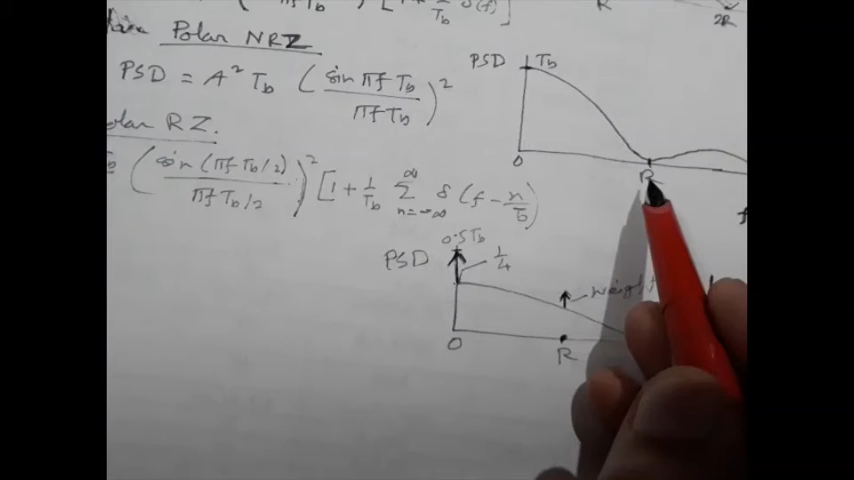 Polar NRZ
PSD = A² Tb (sin πf Tb / πf Tb)²
PSD Tb
0 R
2R
R
olar RZ.
(sin (πf Tb/2) / πf Tb/2)² [1 + 1/Tb ∑ n=-∞ ∞ δ (f - n/Tb)
PSD 0.5Tb 1/4
weight
0 R
f